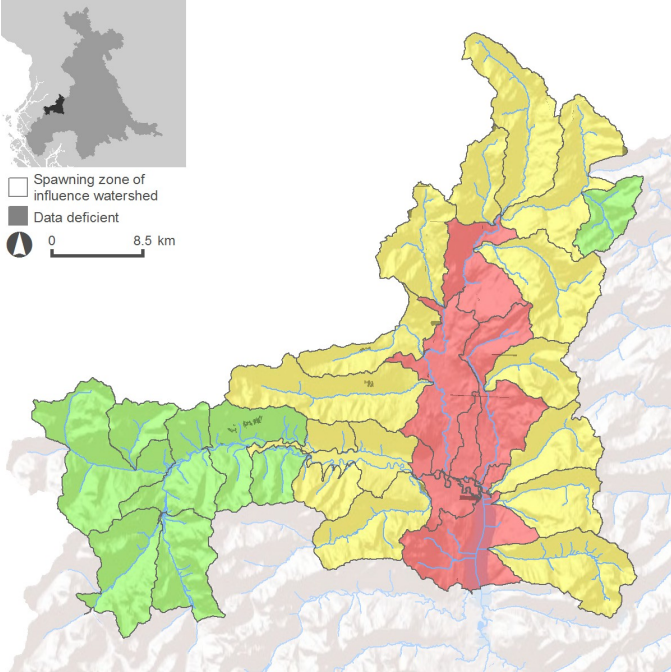 Spawning zone of
influence watershed
Data deficient
0 8.5 km